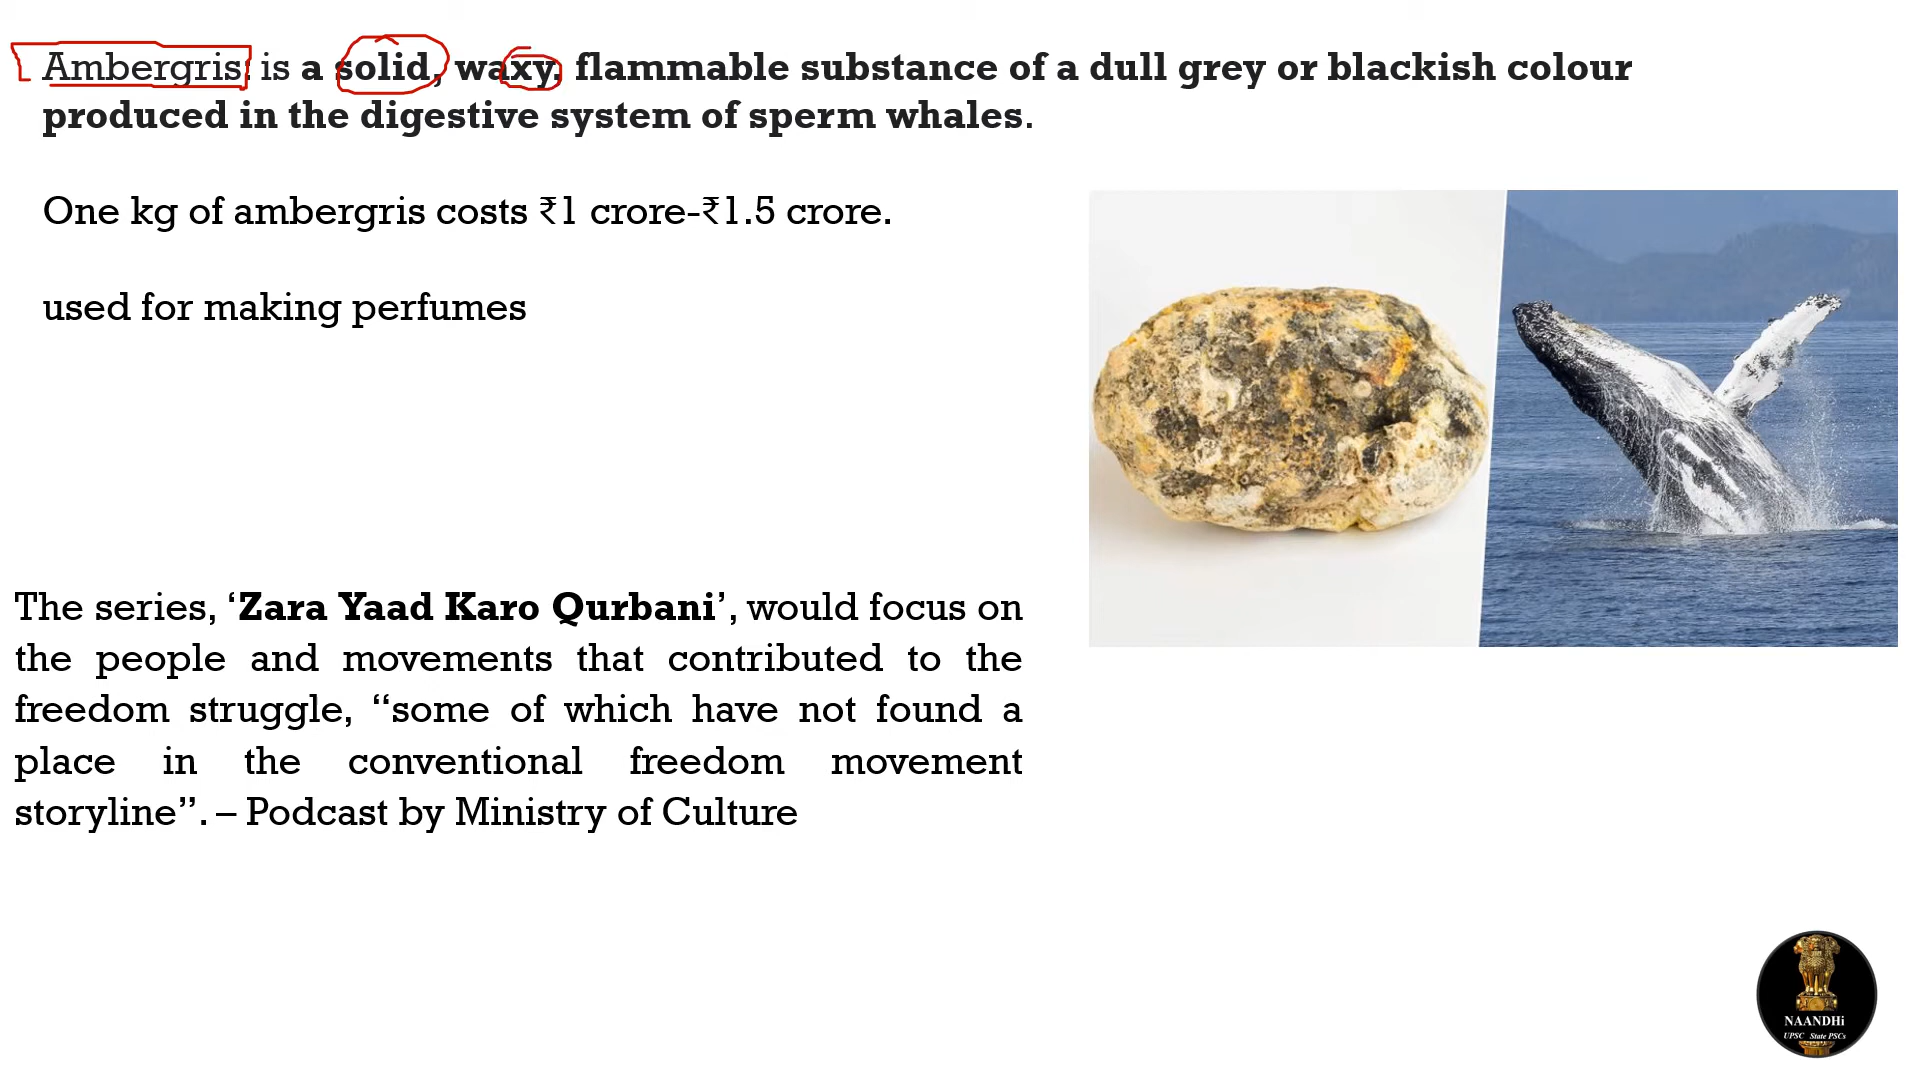 Ambergris: is a solid, waxy, flammable substance of a dull grey or blackish colour
produced in the digestive system of sperm whales.
One kg of ambergris costs ₹1 crore-₹1.5 crore.
used for making perfumes
The series, ‘Zara Yaad Karo Qurbani’, would focus on
the people and movements that contributed to the
freedom struggle, “some of which have not found a
place in the conventional freedom movement
storyline”. – Podcast by Ministry of Culture
NAANDHi
UPSC State PSCs